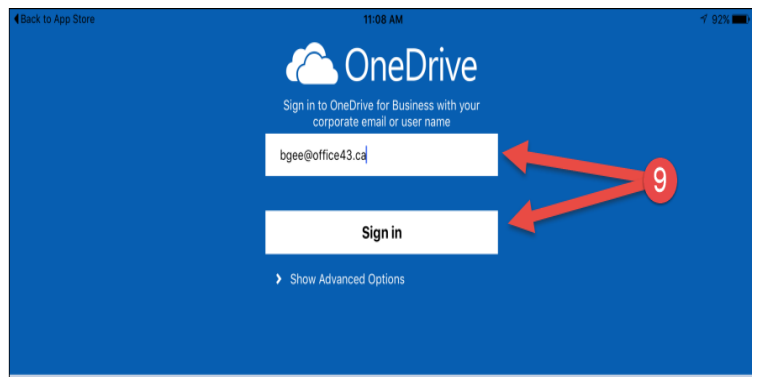 Back to App Store 11:08 AM 92%
OneDrive
Sign in to OneDrive for Business with your
corporate email or user name
bgee@office43.ca
9
Sign in
Show Advanced Options